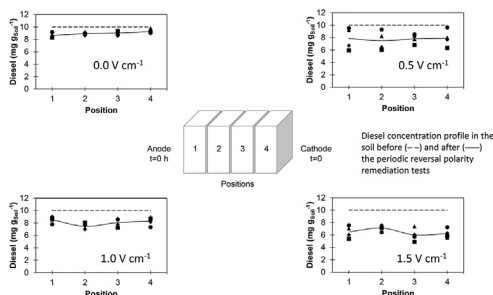 Diesel (mg gSoil⁻¹)
12
10
8
6
4
2
0
0.0 V cm⁻¹
1 2 3 4
Position
Diesel (mg gSoil⁻¹)
12
10
8
6
4
2
0
0.5 V cm⁻¹
1 2 3 4
Position
Anode
t=0 h
1 2 3 4
Positions
Cathode
t=0
Diesel concentration profile in the
soil before (– –) and after (——)
the periodic reversal polarity
remediation tests
Diesel (mg gSoil⁻¹)
12
10
8
6
4
2
0
1.0 V cm⁻¹
1 2 3 4
Position
Diesel (mg gSoil⁻¹)
12
10
8
6
4
2
0
1.5 V cm⁻¹
1 2 3 4
Position